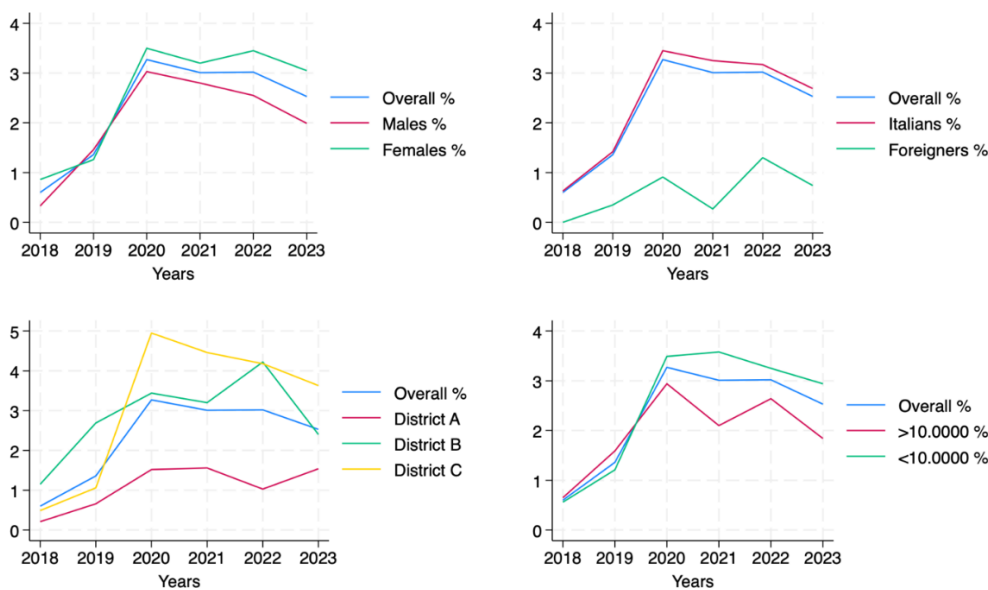 4
3
2
1
0
2018 2019 2020 2021 2022 2023
Years
Overall %
Males %
Females %
4
3
2
1
0
2018 2019 2020 2021 2022 2023
Years
Overall %
Italians %
Foreigners %
5
4
3
2
1
0
2018 2019 2020 2021 2022 2023
Years
Overall %
District A
District B
District C
4
3
2
1
0
2018 2019 2020 2021 2022 2023
Years
Overall %
>10.0000 %
<10.0000 %